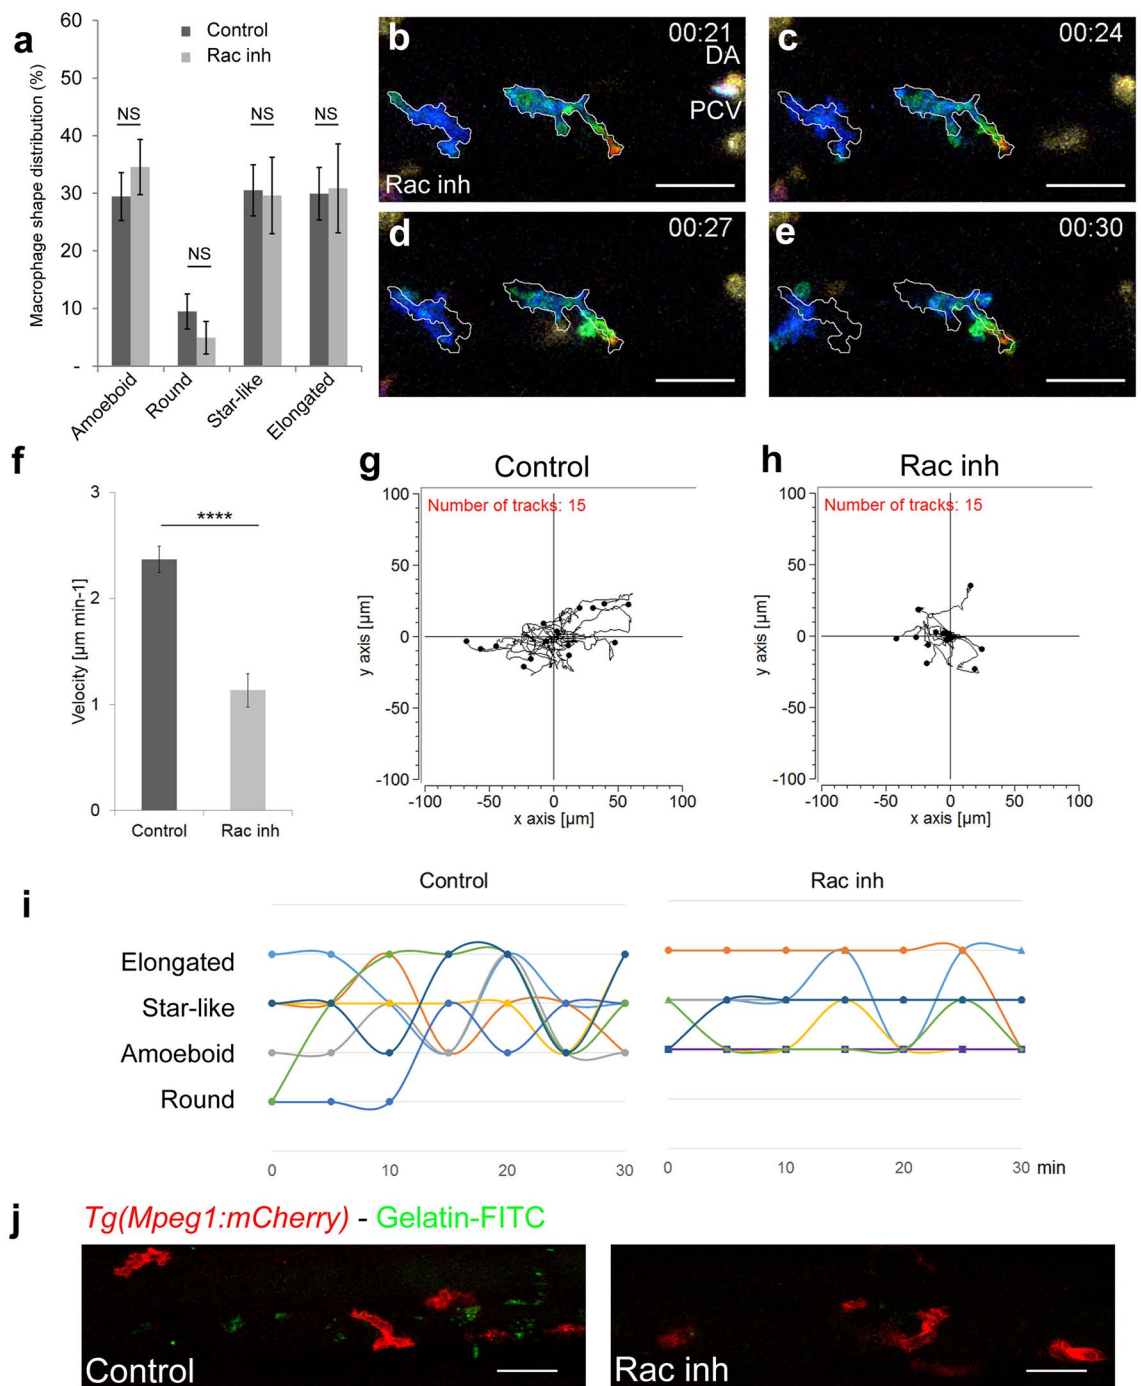 a
Macrophage shape distribution (%)
60
50
40
30
20
10
-
Control
Rac inh
NS
NS
NS
NS
Amoeboid
Round
Star-like
Elongated
b
00:21
DA
PCV
Rac inh
c
00:24
d
00:27
e
00:30
f
Velocity [µm min-1]
3
2
1
0
****
Control
Rac inh
g
Control
Number of tracks: 15
y axis [µm]
100
50
0
-50
-100
-100 -50 0 50 100
x axis [µm]
h
Rac inh
Number of tracks: 15
y axis [µm]
100
50
0
-50
-100
-100 -50 0 50 100
x axis [µm]
i
Control
Rac inh
Elongated
Star-like
Amoeboid
Round
0 10 20 30
0 10 20 30 min
j
Tg(Mpeg1:mCherry) - Gelatin-FITC
Control
Rac inh